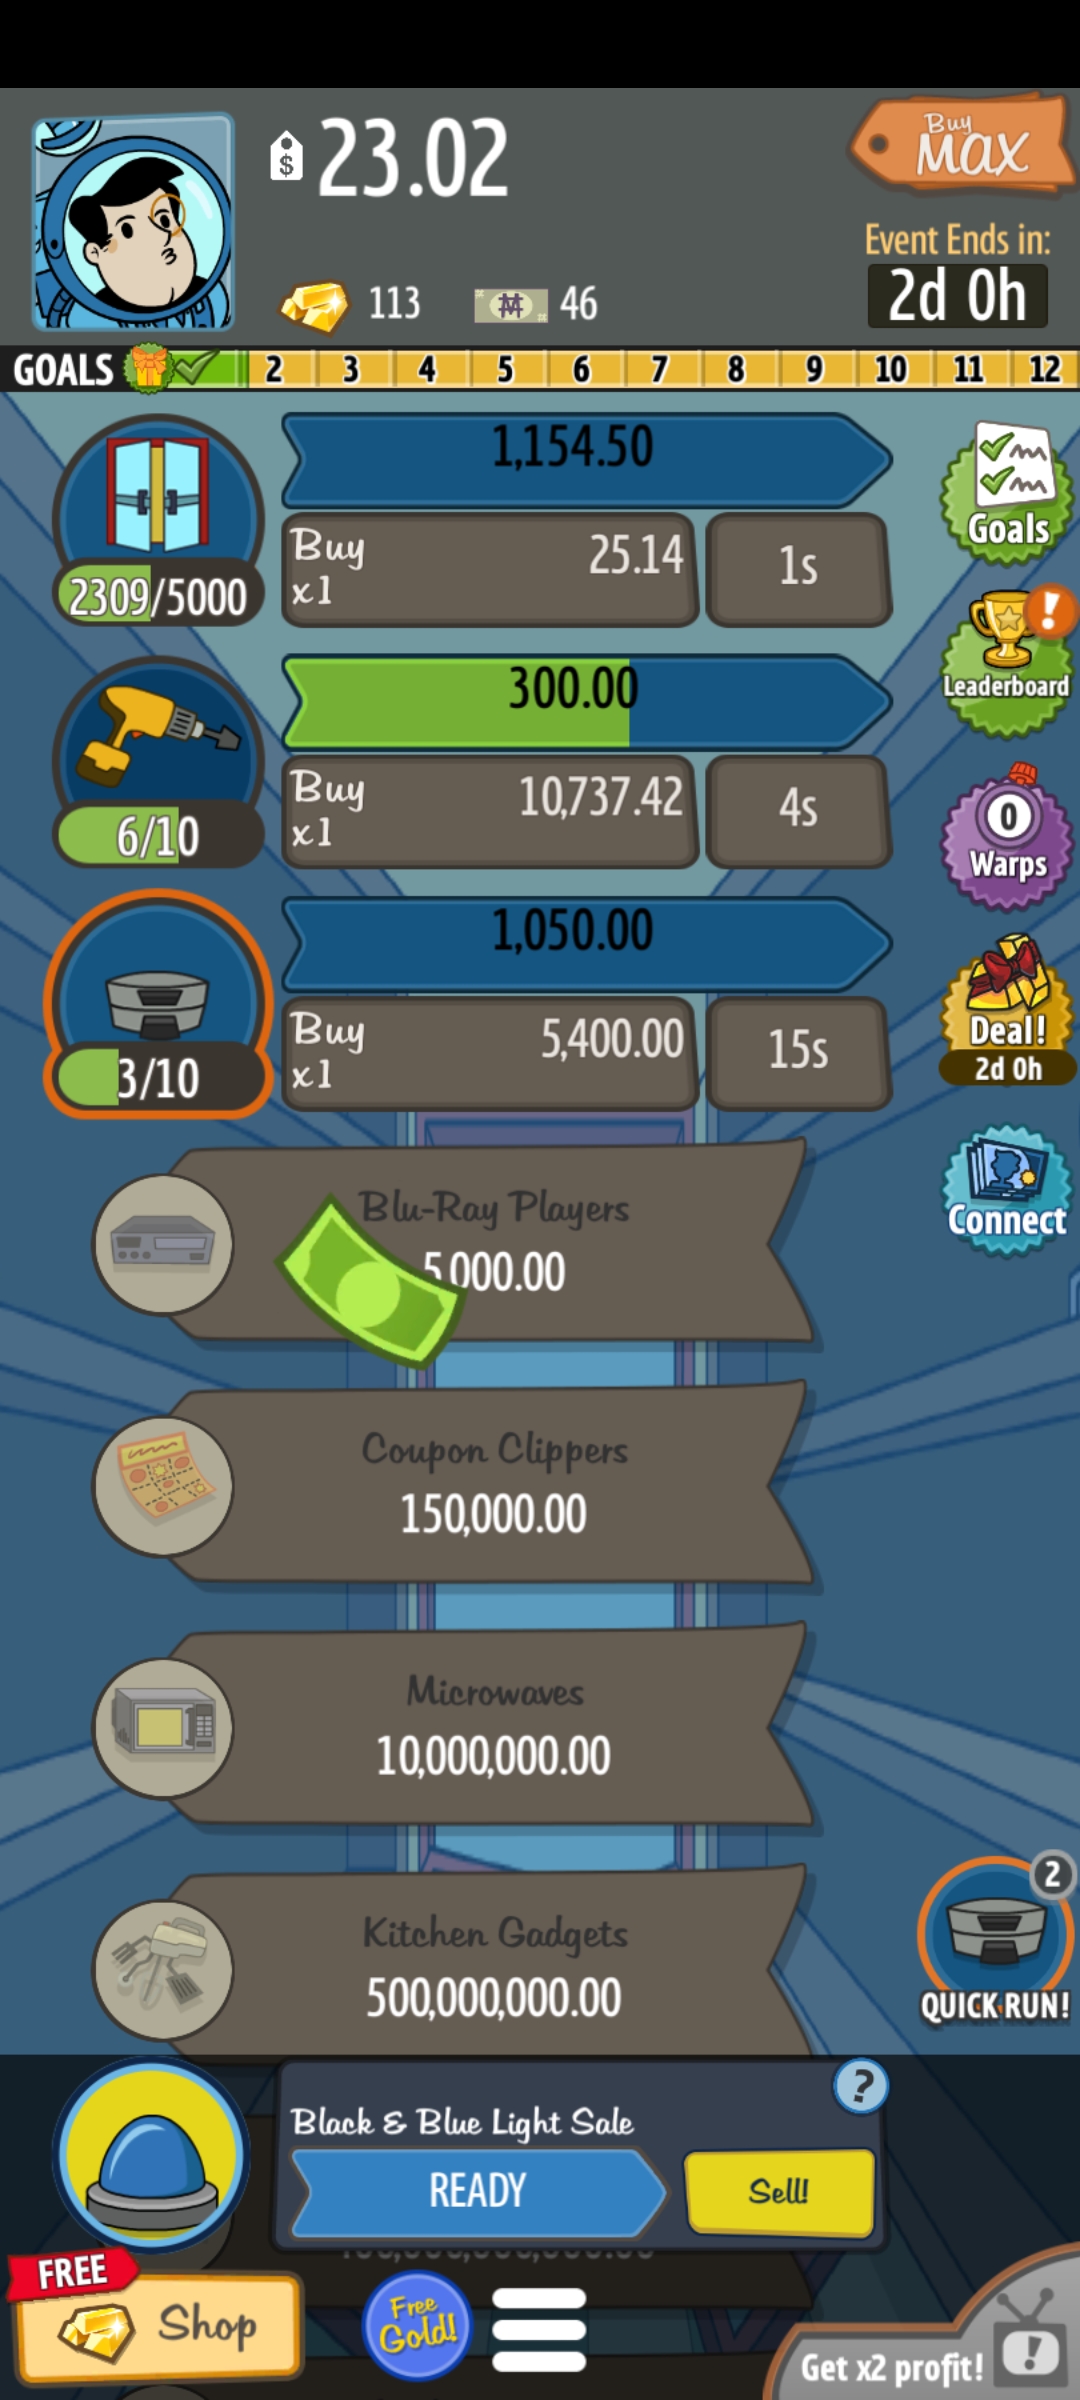 $ 23.02
Buy
MAX
113
46
Event Ends in:
2d 0h
GOALS 2 3 4 5 6 7 8 9 10 11 12
1,154.50
2309/5000
Buy
x1
25.14
1s
Goals
300.00
6/10
Buy
x1
10,737.42
4s
!
Leaderboard
0
Warps
1,050.00
3/10
Buy
x1
5,400.00
15s
Deal!
2d 0h
Blu-Ray Players
5,000.00
Connect
Coupon Clippers
150,000.00
Microwaves
10,000,000.00
Kitchen Gadgets
500,000,000.00
2
QUICK RUN!
?
Black & Blue Light Sale
READY
Sell!
FREE
Shop
Free
Gold!
!
Get x2 profit!